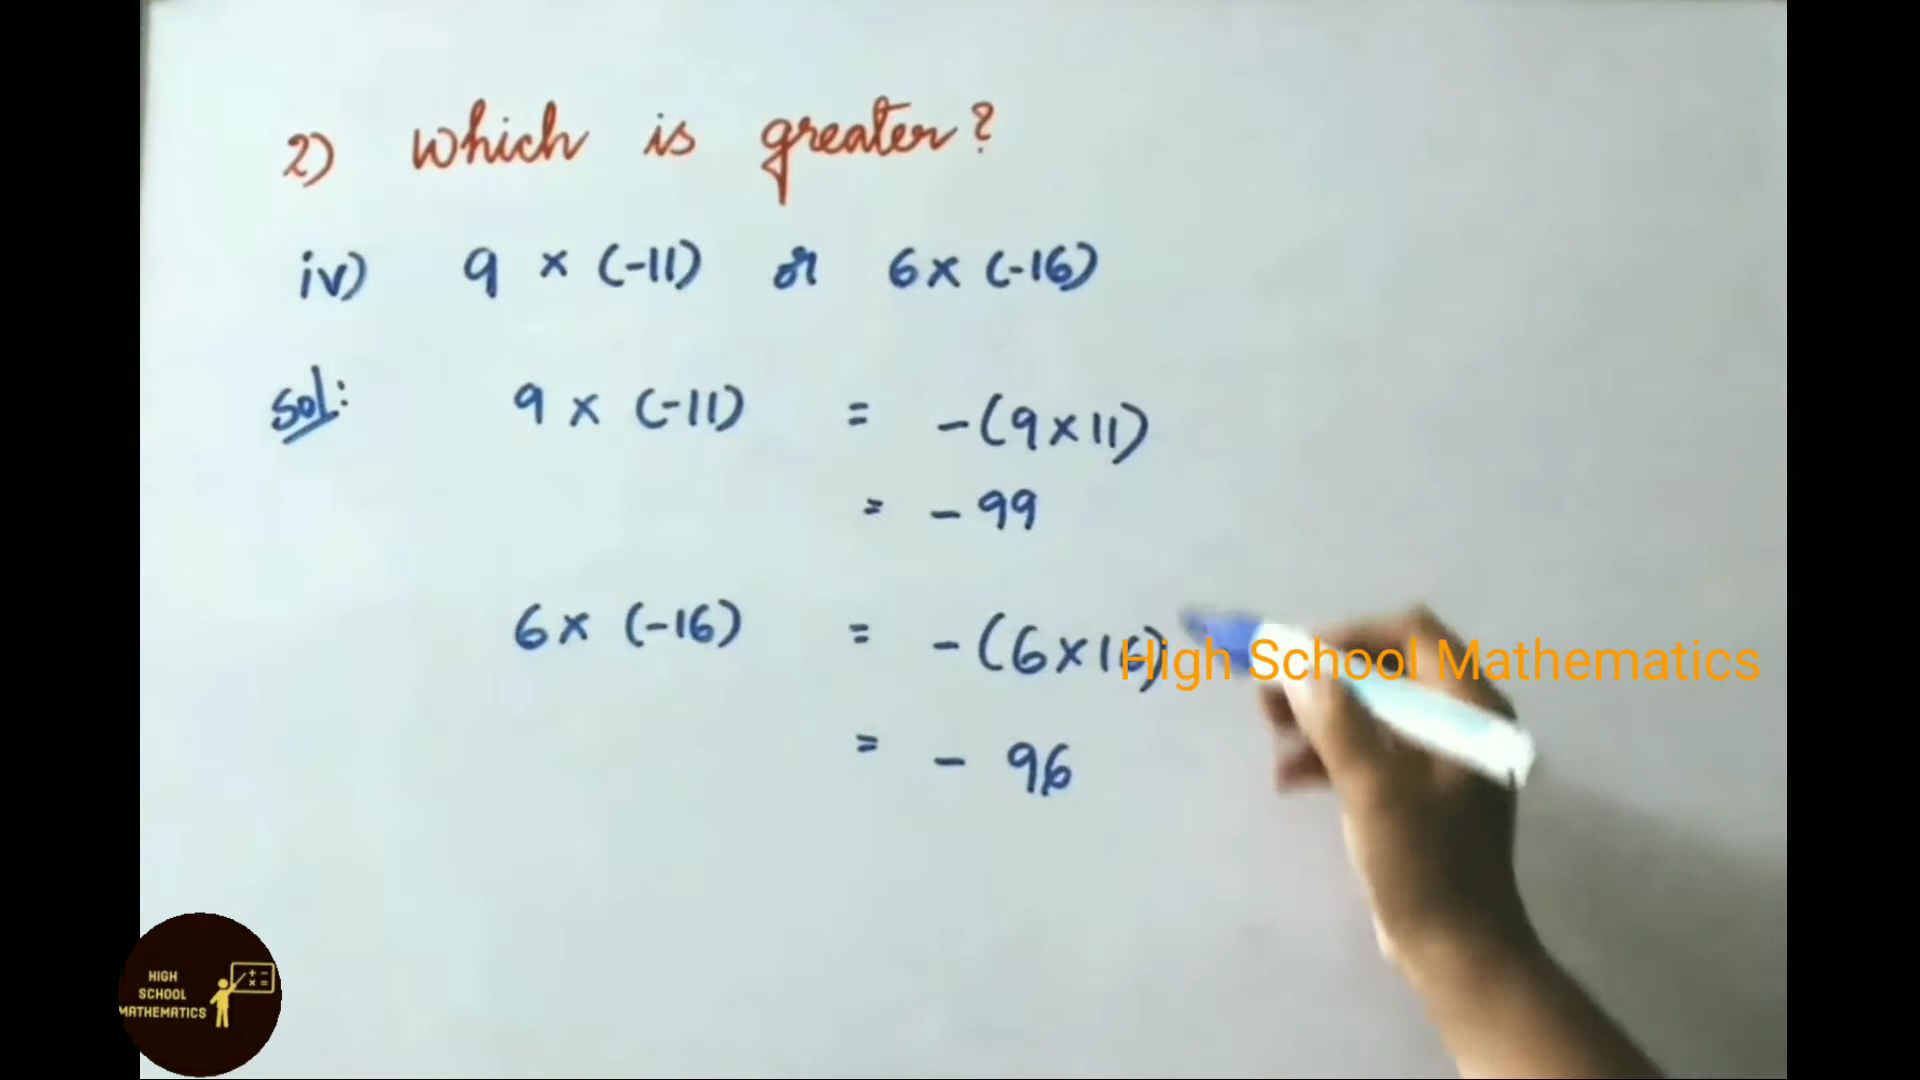 2) Which is greater?
iv) 9 × (-11) or 6 × (-16)
Sol: 9 × (-11) = -(9 × 11)
= - 99
6 × (-16) = - (6 × 16)
High School Mathematics
= - 96
HIGH
SCHOOL
MATHEMATICS